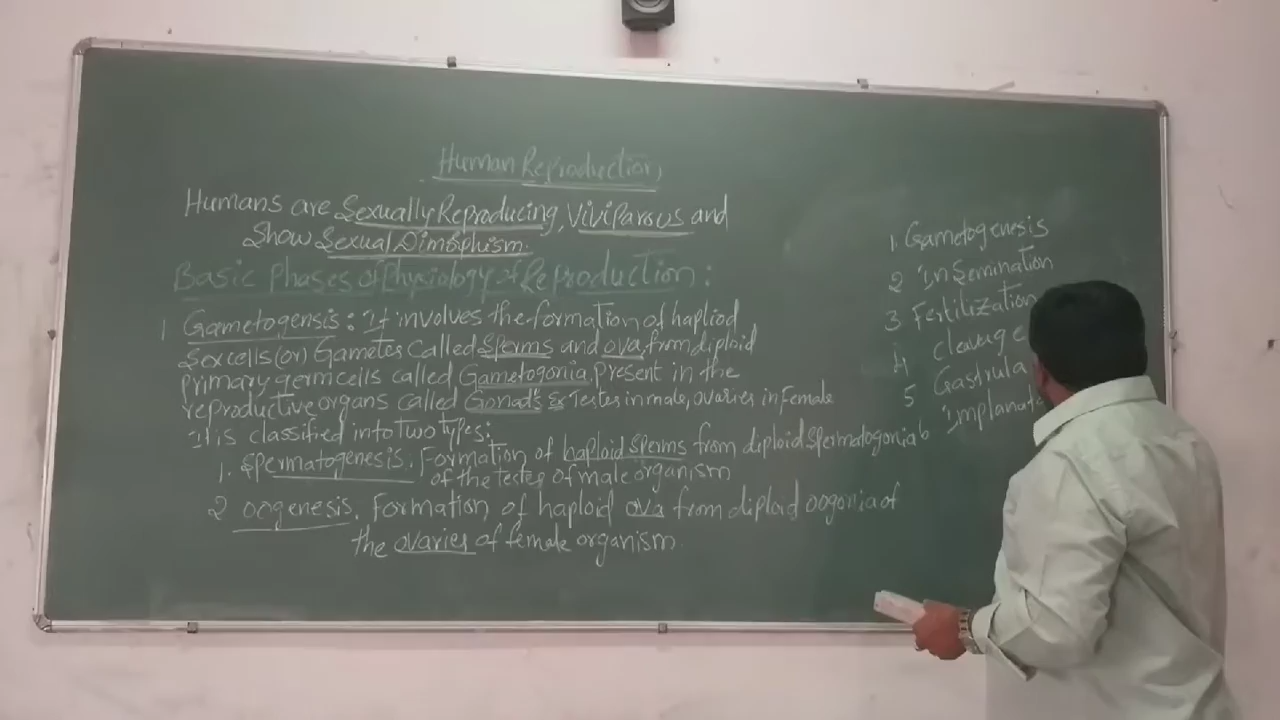 Human Reproduction,
Humans are Sexually Reproducing, ViViParous and
Show Sexual Dimorphism.
Basic Phases of Physiology of Reproduction:
1 Gametogensis: It involves the formation of hapliod
Sexcells (or) Gametes Called Sperms and ova, from diploid
primary germcells called Gametogonia, present in the
reproductive organs called Gonads Ex Testes in male, ovaries in Female
It is classified into Two types:
1. Spermatogenesis. Formation of haploid sperms from diploid Spermatogonia
of the testes of male organism
2 oogenesis. Formation of haploid ova from diploid oogonia of
the ovaries of female organism.
1. Gametogenesis
2 insemination
3 Fertilization
4 cleavage
5 Gastrula
6 implanta